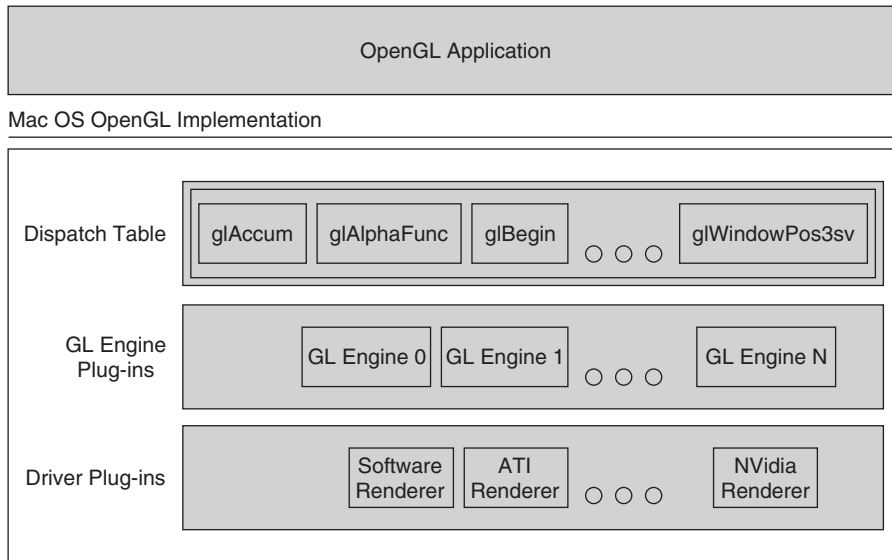 OpenGL Application
Mac OS OpenGL Implementation
Dispatch Table
glAccum
glAlphaFunc
glBegin
glWindowPos3sv
GL Engine
Plug-ins
GL Engine 0
GL Engine 1
GL Engine N
Driver Plug-ins
Software
Renderer
ATI
Renderer
NVidia
Renderer